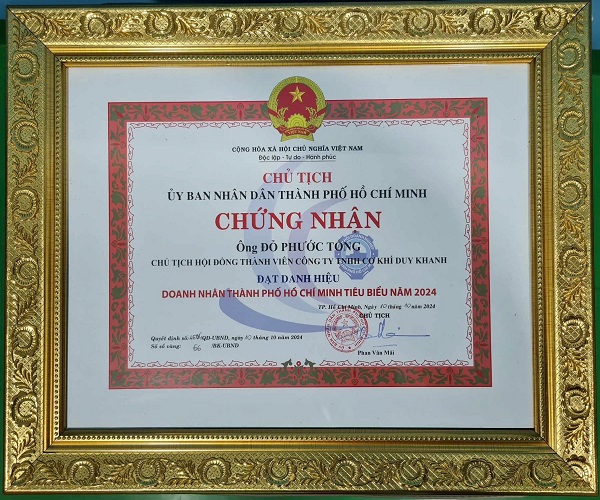 CỘNG HÒA XÃ HỘI CHỦ NGHĨA VIỆT NAM
Độc lập - Tự do - Hạnh phúc
CHỦ TỊCH
ỦY BAN NHÂN DÂN THÀNH PHỐ HỒ CHÍ MINH
CHỨNG NHẬN
Ông ĐỖ PHƯỚC TỐNG
CHỦ TỊCH HỘI ĐỒNG THÀNH VIÊN CÔNG TY TNHH CƠ KHÍ DUY KHANH
ĐẠT DANH HIỆU
DOANH NHÂN THÀNH PHỐ HỒ CHÍ MINH TIÊU BIỂU NĂM 2024
TP. Hồ Chí Minh, Ngày 10 tháng 10 năm 2024
CHỦ TỊCH
Quyết định số: /QĐ-UBND, ngày 10 tháng 10 năm 2024
Số sổ vàng: 66 /BK-UBND
Phan Văn Mãi